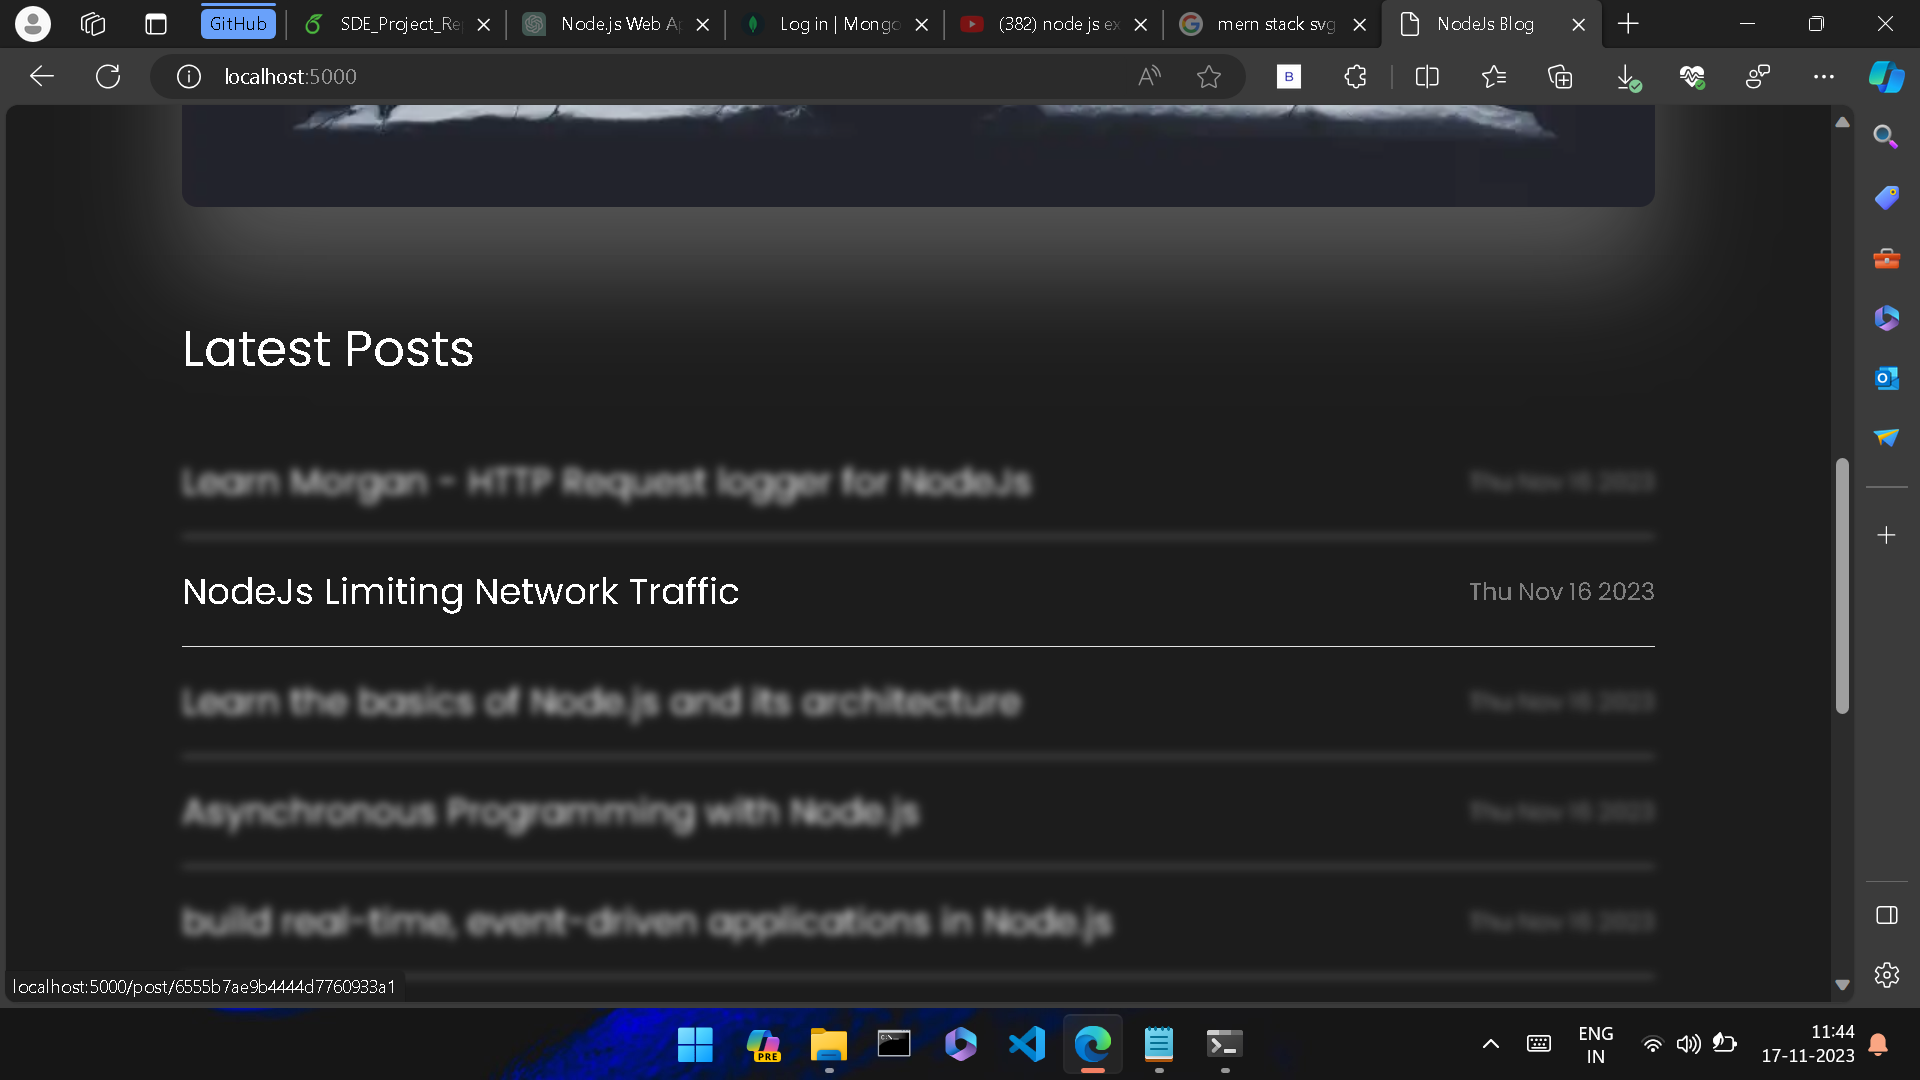 GitHub
SDE_Project_Re
Node.js Web A
Log in | Mongo
(382) node js ex
mern stack svg
NodeJs Blog
localhost:5000
B
Latest Posts
Learn Morgan - HTTP Request logger for NodeJs Thu Nov 16 2023
NodeJs Limiting Network Traffic Thu Nov 16 2023
Learn the basics of Node.js and its architecture Thu Nov 16 2023
Asynchronous Programming with Node.js Thu Nov 16 2023
build real-time, event-driven applications in Node.js Thu Nov 16 2023
localhost:5000/post/6555b7ae9b4444d7760933a1
PRE
ENG
IN
11:44
17-11-2023